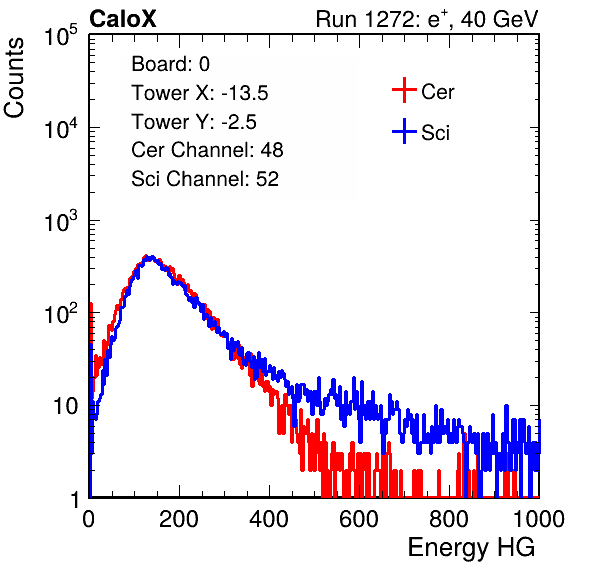 CaloX Run 1272: e⁺, 40 GeV
Counts
10⁵
10⁴
10³
10²
10
1
Board: 0
Tower X: -13.5
Tower Y: -2.5
Cer Channel: 48
Sci Channel: 52
Cer
Sci
0 200 400 600 800 1000
Energy HG